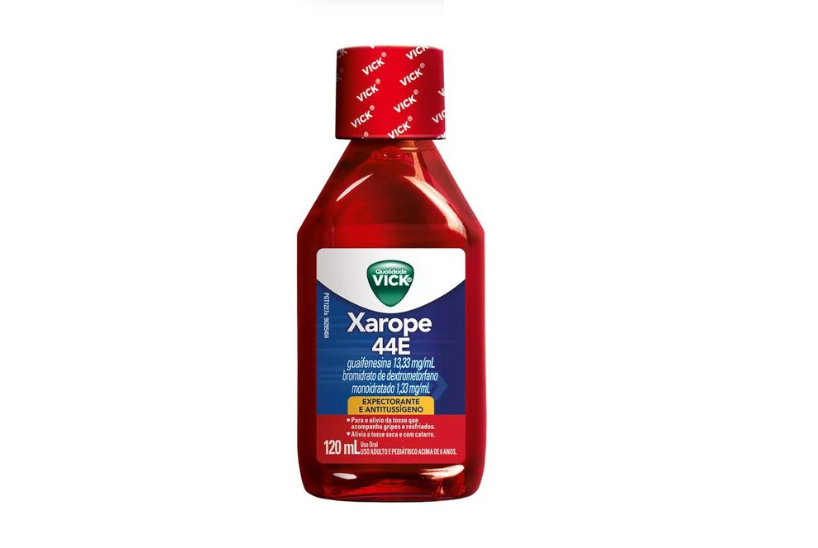 VICK®
VICK®
VICK®
VICK®
VICK®
VICK®
VICK®
Qualidade
VICK®
Xarope
44E
guaifenesina 13,33 mg/mL
bromidrato de dextrometorfano
monoidratado 1,33 mg/mL
EXPECTORANTE
E ANTITUSSÍGENO
• Para o alívio da tosse que
acompanha gripes e resfriados.
• Alivia a tosse seca e com catarro.
120 mL Uso Oral
USO ADULTO E PEDIÁTRICO ACIMA DE 6 ANOS.